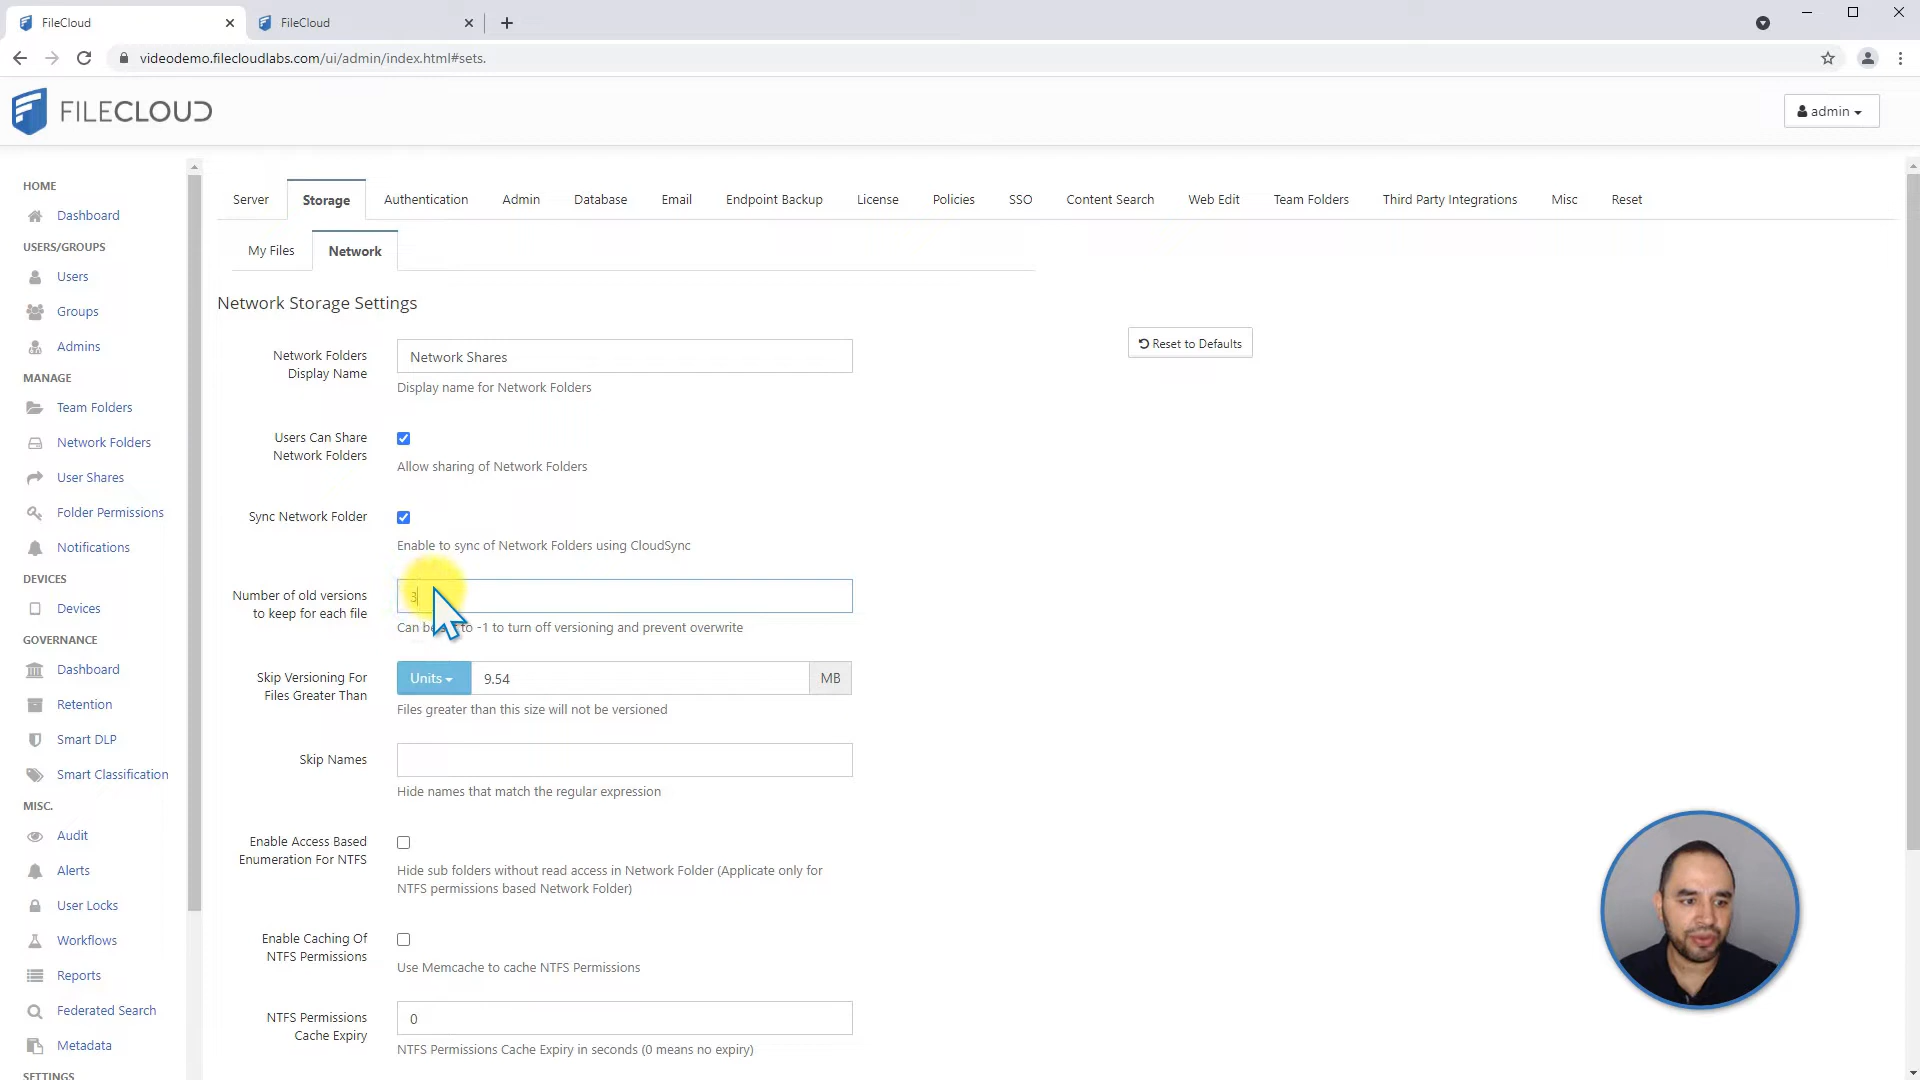 FileCloud
FileCloud
videodemo.filecloudlabs.com/ui/admin/index.html#sets.
FILECLOUD
admin
HOME
Dashboard
USERS/GROUPS
Users
Groups
Admins
MANAGE
Team Folders
Network Folders
User Shares
Folder Permissions
Notifications
DEVICES
Devices
GOVERNANCE
Dashboard
Retention
Smart DLP
Smart Classification
MISC.
Audit
Alerts
User Locks
Workflows
Reports
Federated Search
Metadata
SETTINGS
Server Storage Authentication Admin Database Email Endpoint Backup License Policies SSO Content Search Web Edit Team Folders Third Party Integrations Misc Reset
My Files Network
Network Storage Settings
Reset to Defaults
Network Folders
Display Name
Network Shares
Display name for Network Folders
Users Can Share
Network Folders
Allow sharing of Network Folders
Sync Network Folder
Enable to sync of Network Folders using CloudSync
Number of old versions
to keep for each file
3
Can be to -1 to turn off versioning and prevent overwrite
Skip Versioning For
Files Greater Than
Units 9.54 MB
Files greater than this size will not be versioned
Skip Names
Hide names that match the regular expression
Enable Access Based
Enumeration For NTFS
Hide sub folders without read access in Network Folder (Applicate only for
NTFS permissions based Network Folder)
Enable Caching Of
NTFS Permissions
Use Memcache to cache NTFS Permissions
NTFS Permissions
Cache Expiry
0
NTFS Permissions Cache Expiry in seconds (0 means no expiry)